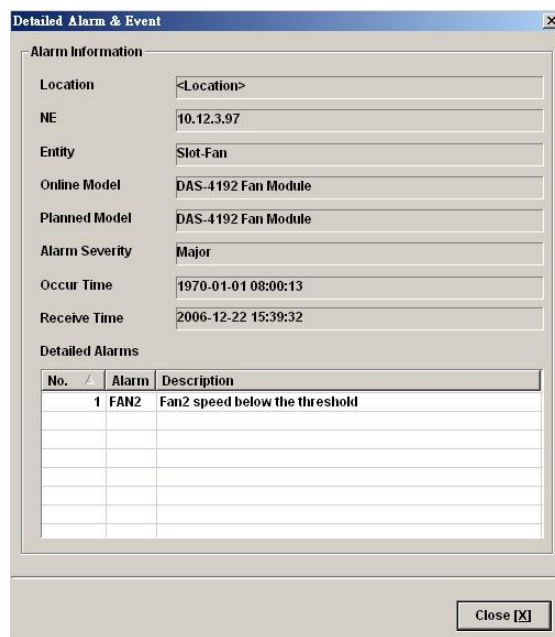 Detailed Alarm & Event
Alarm Information
Location <Location>
NE 10.12.3.97
Entity Slot-Fan
Online Model DAS-4192 Fan Module
Planned Model DAS-4192 Fan Module
Alarm Severity Major
Occur Time 1970-01-01 08:00:13
Receive Time 2006-12-22 15:39:32
Detailed Alarms
No. Alarm Description
1 FAN2 Fan2 speed below the threshold
Close [X]